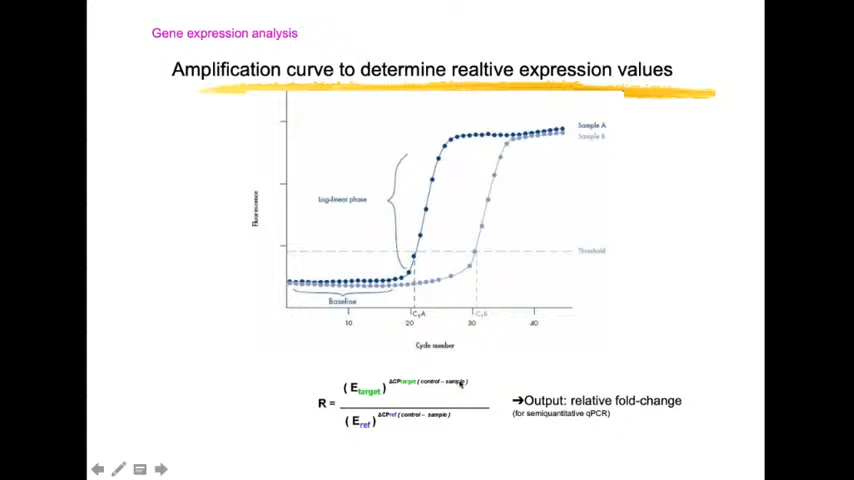 Gene expression analysis
Amplification curve to determine realtive expression values
Sample A
Sample B
Log-linear phase
Fluorescence
Threshold
Baseline
CTA
CTB
10 20 30 40
Cycle number
R = (Etarget)ΔCPtarget (control – sample)
(Eref)ΔCPref (control – sample)
➔Output: relative fold-change
(for semiquantitative qPCR)